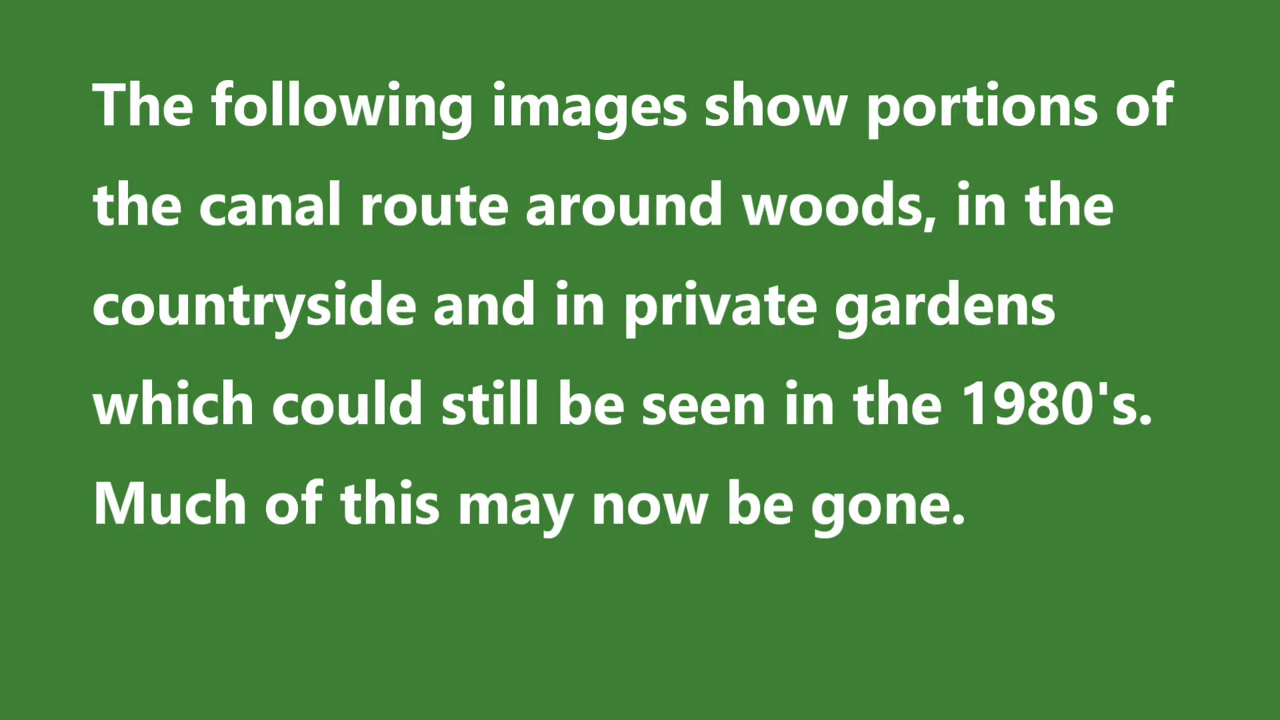 The following images show portions of
the canal route around woods, in the
countryside and in private gardens
which could still be seen in the 1980's.
Much of this may now be gone.